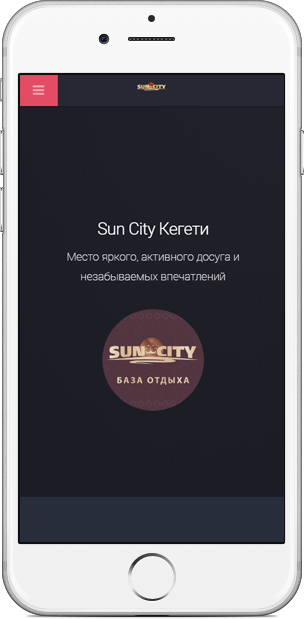 SUN CITY
Sun City Кегети
Место яркого, активного досуга и
незабываемых впечатлений
SUN CITY
БАЗА ОТДЫХА